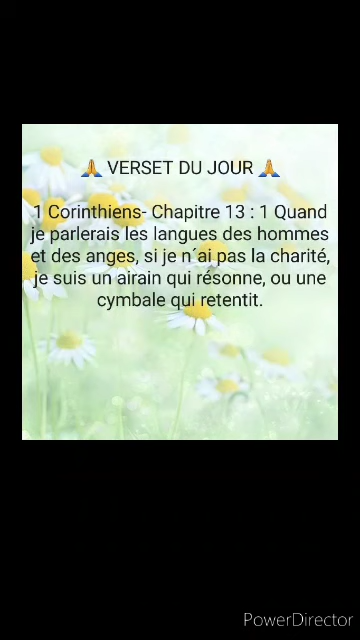 🙏 VERSET DU JOUR 🙏
1 Corinthiens- Chapitre 13 : 1 Quand
je parlerais les langues des hommes
et des anges, si je n´ai pas la charité,
je suis un airain qui résonne, ou une
cymbale qui retentit.
PowerDirector